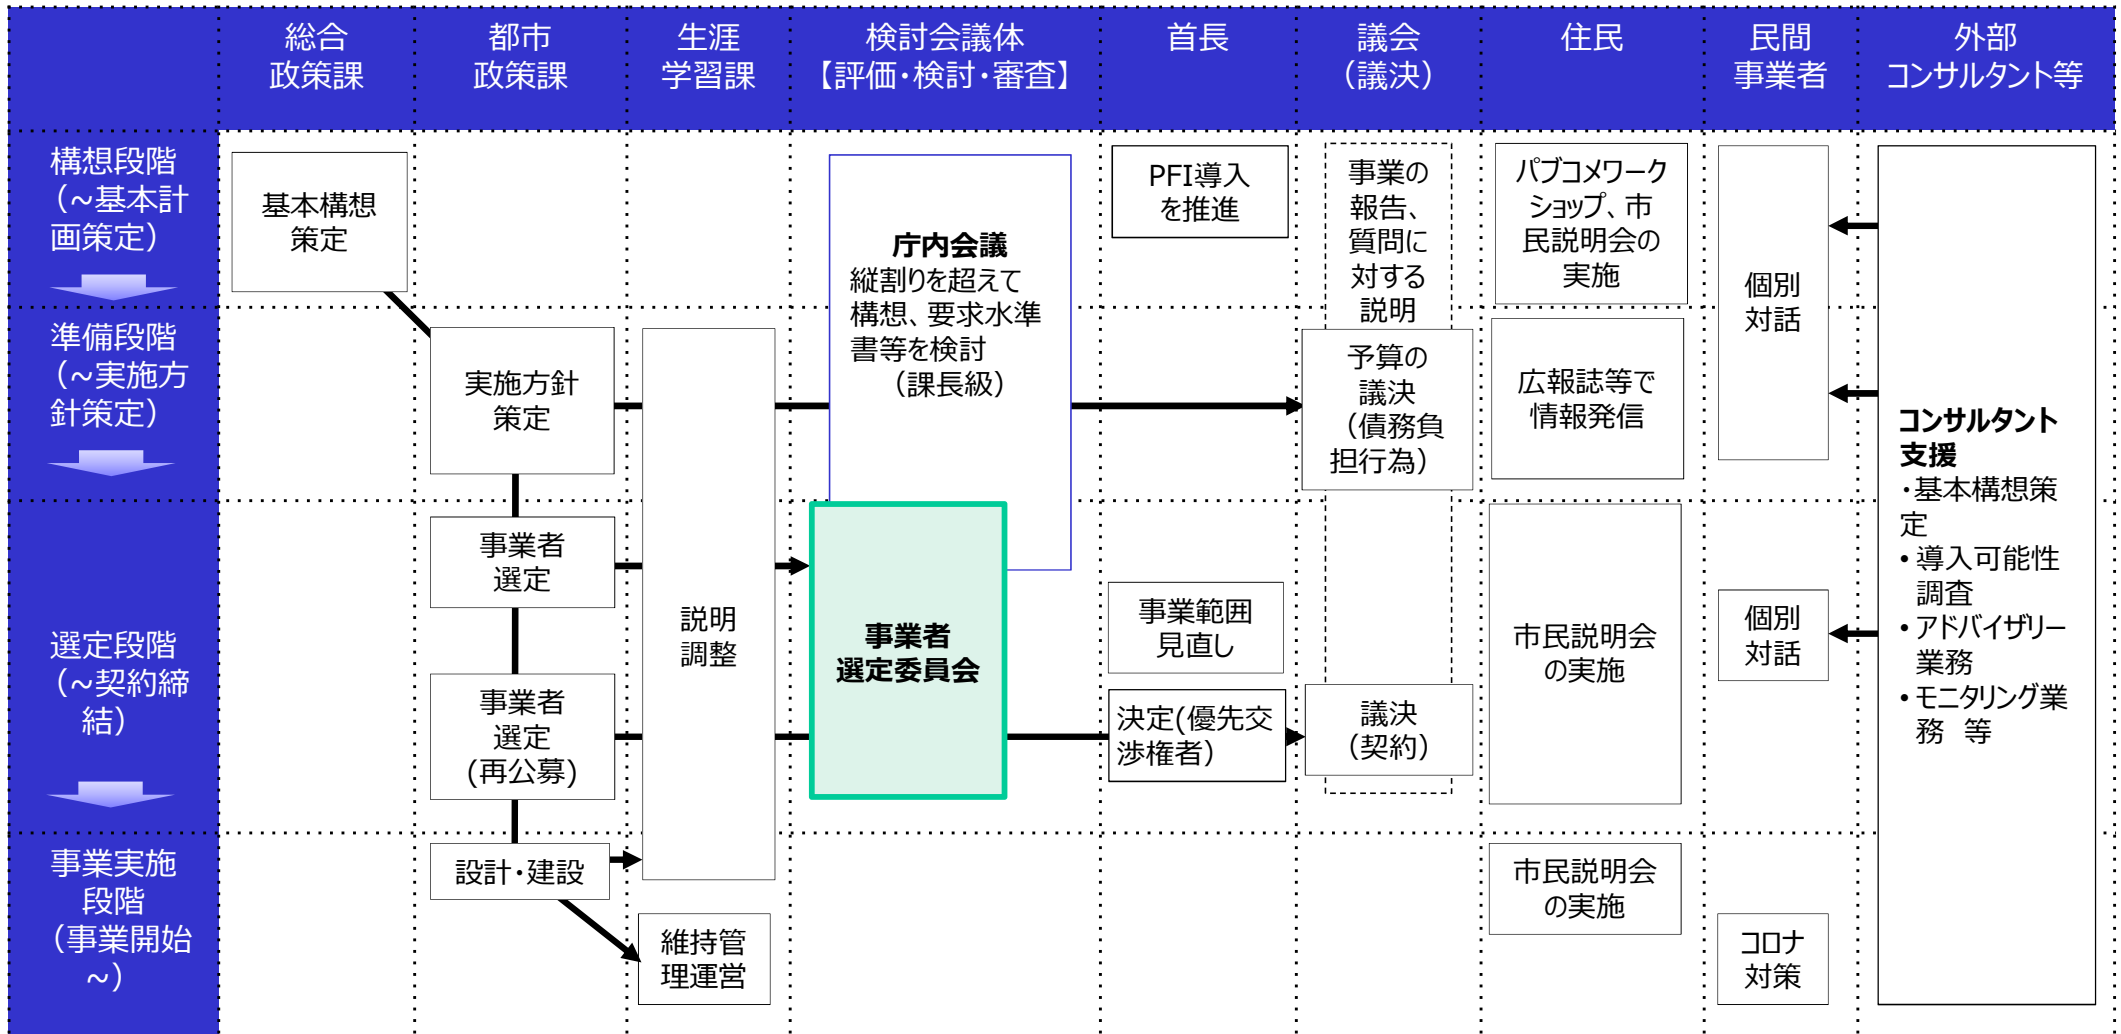 総合
政策課
都市
政策課
生涯
学習課
検討会議体
【評価・検討・審査】
首長
議会
（議決）
住民
民間
事業者
外部
コンサルタント等
構想段階
（~基本計
画策定）
基本構想
策定
庁内会議
縦割りを超えて
構想、要求水準
書等を検討
（課長級）
PFI導入
を推進
事業の
報告、
質問に
対する
説明
パブコメワーク
ショップ、市
民説明会の
実施
個別
対話
コンサルタント
支援
・基本構想策
定
• 導入可能性
調査
• アドバイザリー
業務
• モニタリング業
務 等
準備段階
（~実施方
針策定）
実施方針
策定
説明
調整
予算の
議決
（債務負
担行為）
広報誌等で
情報発信
選定段階
（~契約締
結）
事業者
選定
事業者
選定
(再公募)
事業者
選定委員会
事業範囲
見直し
決定(優先交
渉権者）
議決
（契約）
市民説明会
の実施
個別
対話
事業実施
段階
（事業開始
~）
設計・建設
維持管
理運営
市民説明会
の実施
コロナ
対策